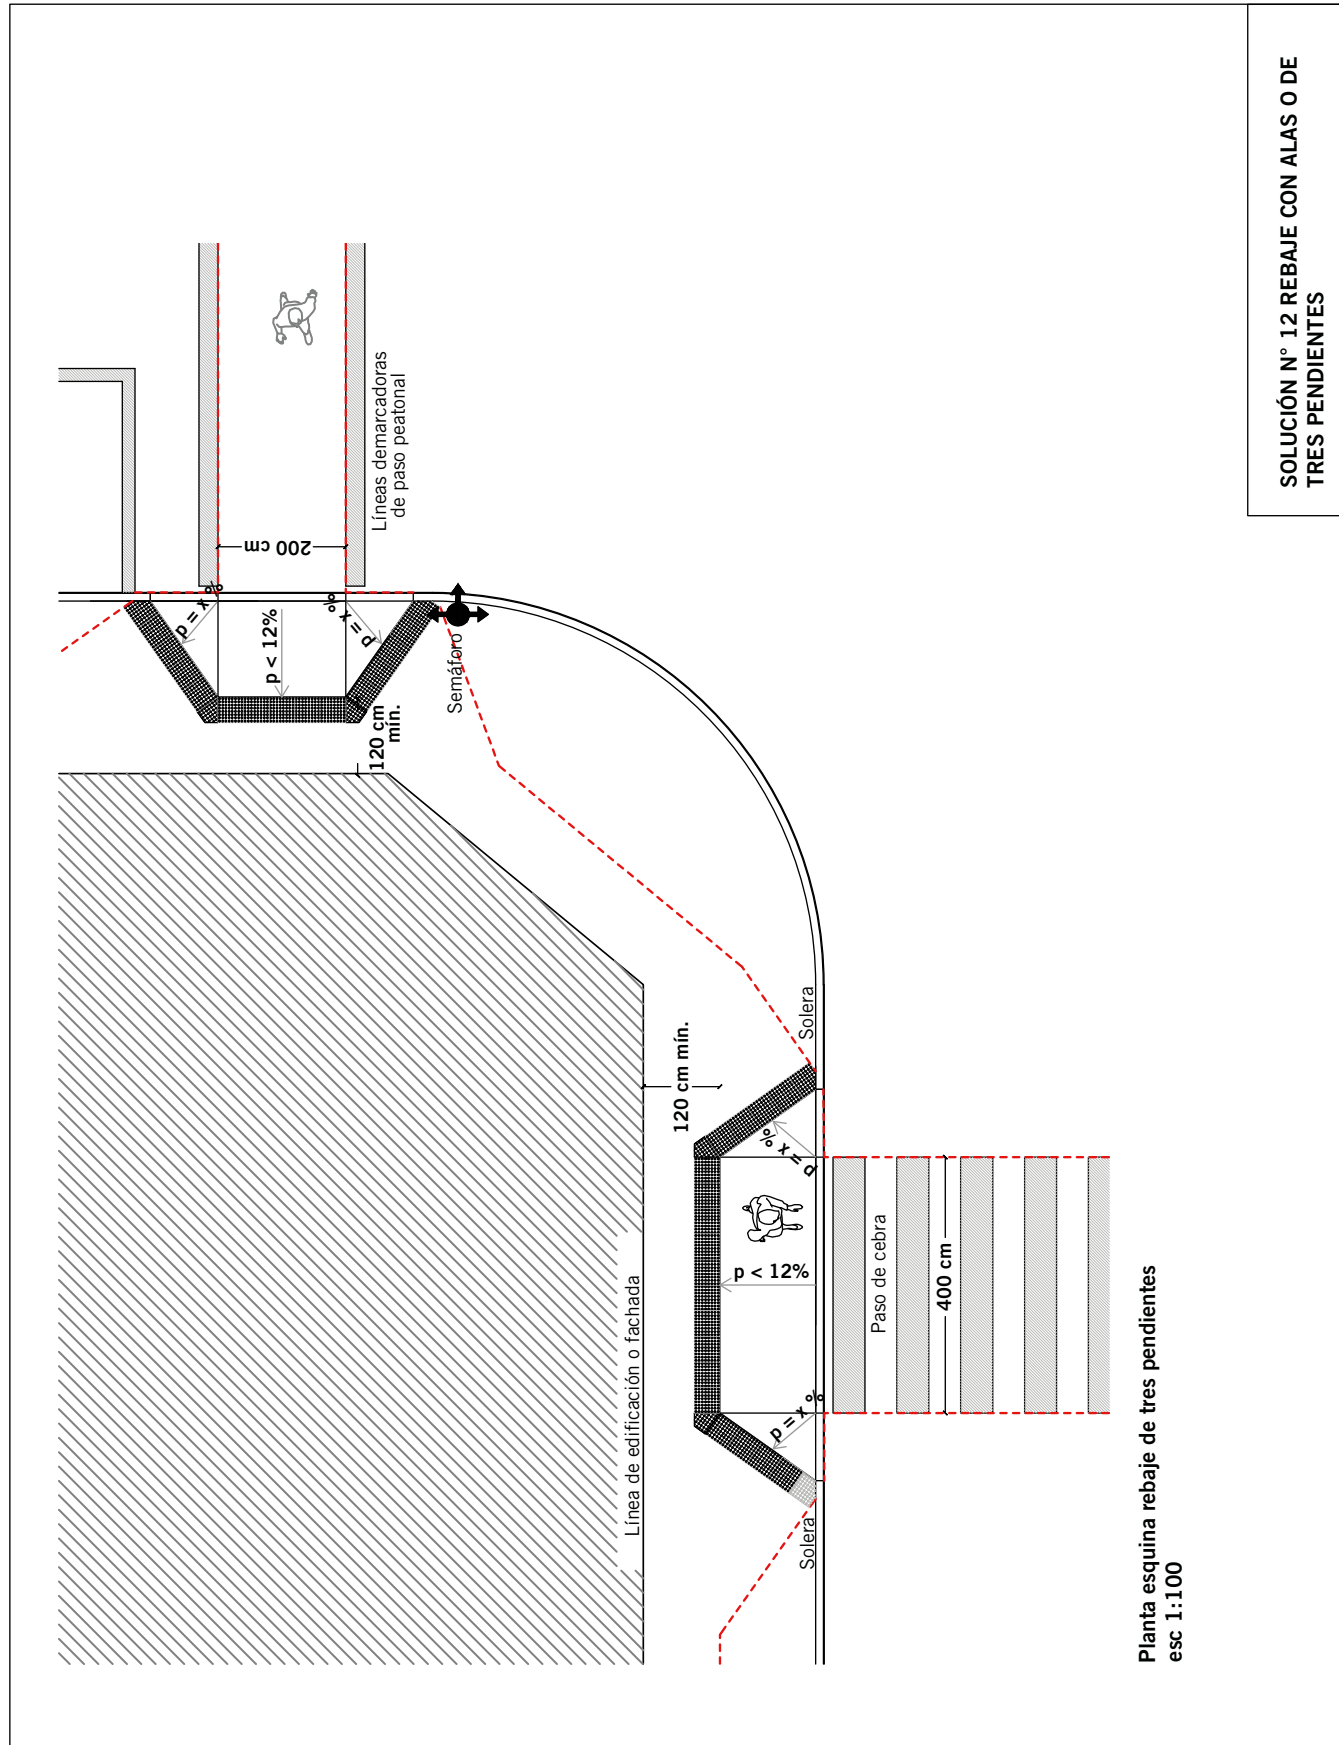 SOLUCIÓN N° 12 REBAJE CON ALAS O DE
TRES PENDIENTES
Líneas demarcadoras
de paso peatonal
200 cm
p = x %
p < 12%
p = x %
Semáforo
120 cm
mín.
Solera
120 cm mín.
p = x %
p < 12%
p = x %
Paso de cebra
400 cm
Línea de edificación o fachada
Solera
Planta esquina rebaje de tres pendientes
esc 1:100